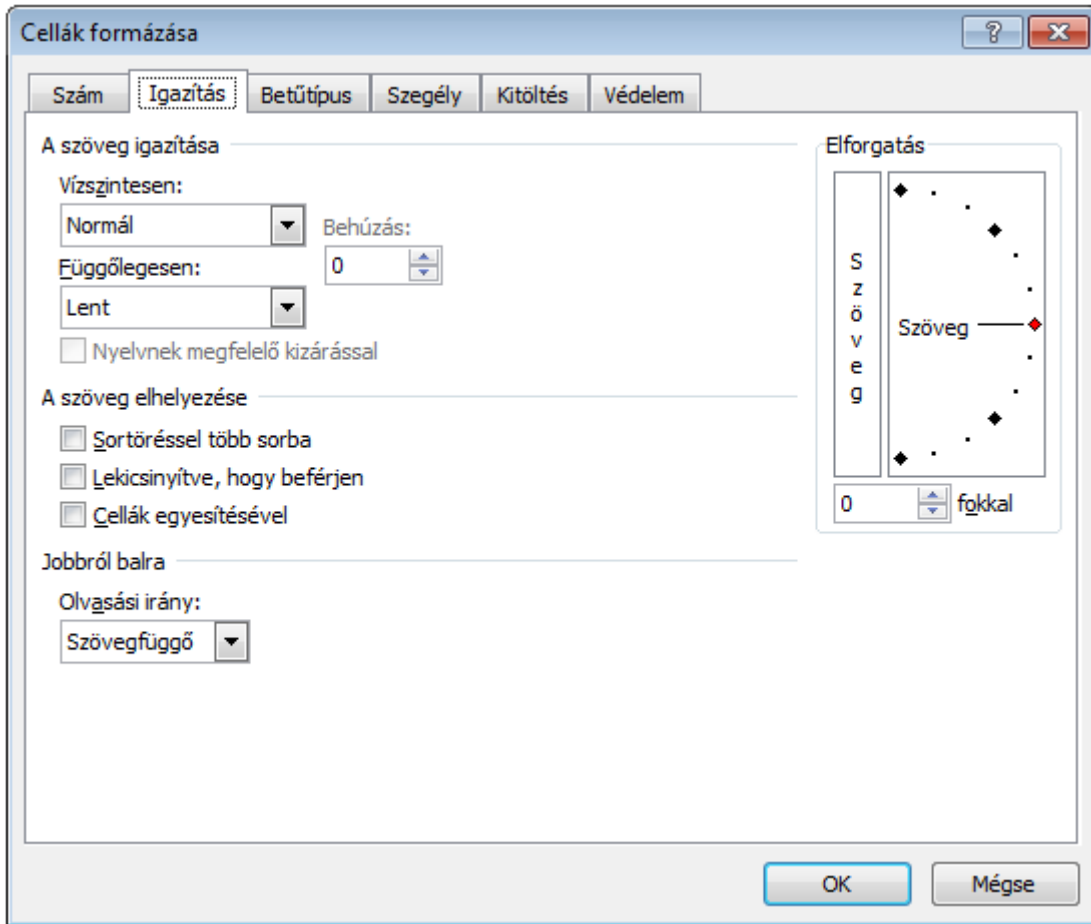 Cellák formázása
Szám Igazítás Betűtípus Szegély Kitöltés Védelem
A szöveg igazítása
Vízszintesen:
Normál
Behúzás:
0
Függőlegesen:
Lent
Nyelvnek megfelelő kizárással
A szöveg elhelyezése
Sortöréssel több sorba
Lekicsinyítve, hogy beférjen
Cellák egyesítésével
Jobbról balra
Olvasási irány:
Szövegfüggő
Elforgatás
Szöveg
Szöveg
0 fokkal
OK Mégse